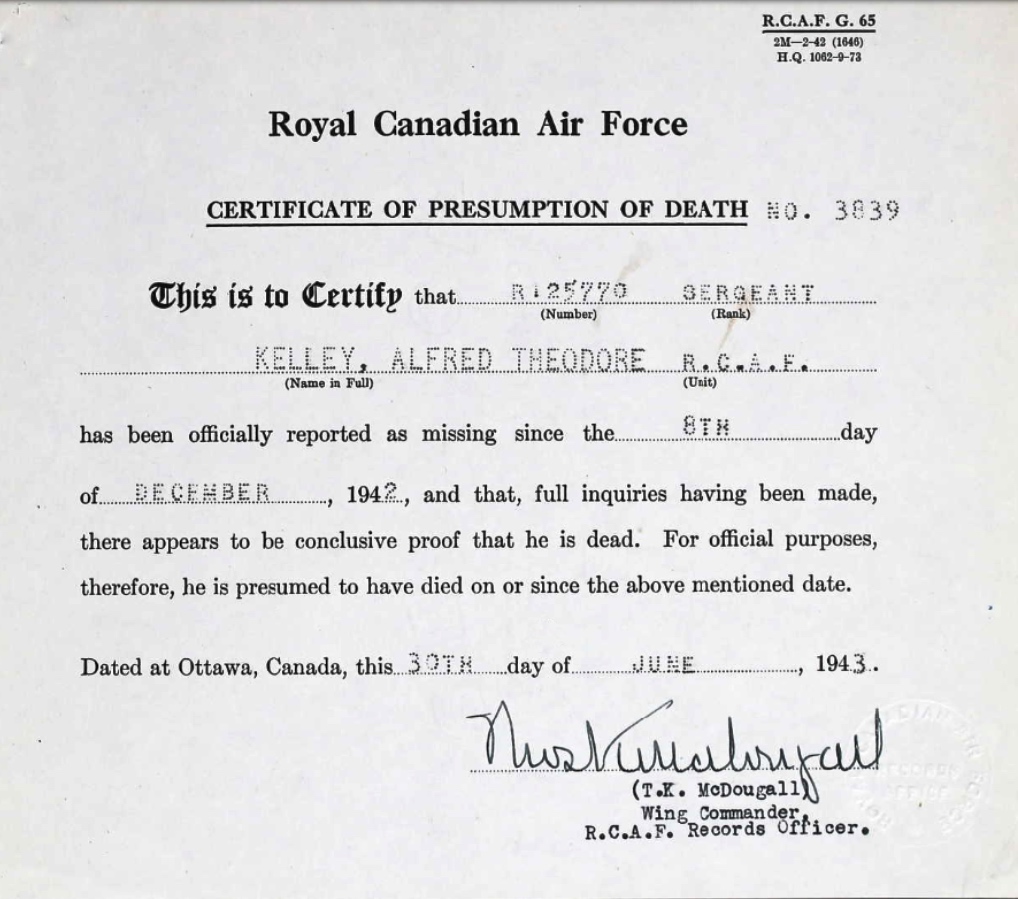 R.C.A.F. G. 65
2M—2-42 (1646)
H.Q. 1062-9-73
Royal Canadian Air Force
CERTIFICATE OF PRESUMPTION OF DEATH NO. 3839
This is to Certify that R125770 SERGEANT
(Number) (Rank)
KELLEY, ALFRED THEODORE R.C.A.F.
(Name in Full) (Unit)
has been officially reported as missing since the 8TH day
of DECEMBER, 1942, and that, full inquiries having been made,
there appears to be conclusive proof that he is dead. For official purposes,
therefore, he is presumed to have died on or since the above mentioned date.
Dated at Ottawa, Canada, this 30TH day of JUNE, 1943.
(T.K. McDougall)
Wing Commander,
R.C.A.F. Records Officer.